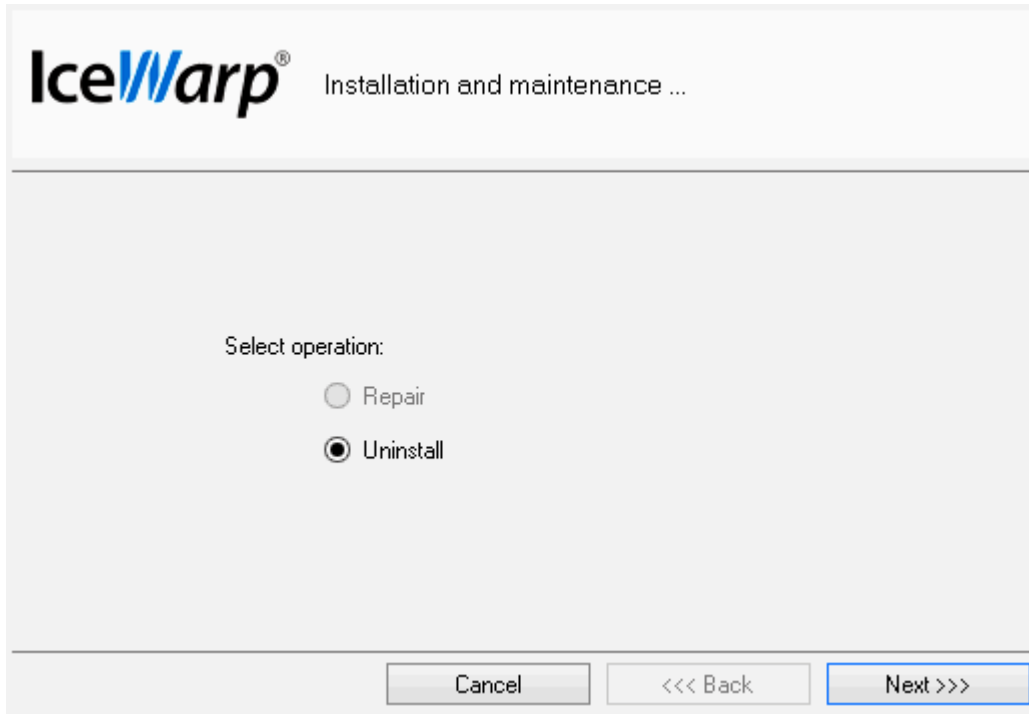 IceWarp® Installation and maintenance ...
Select operation:
Repair
Uninstall
Cancel <<< Back Next >>>